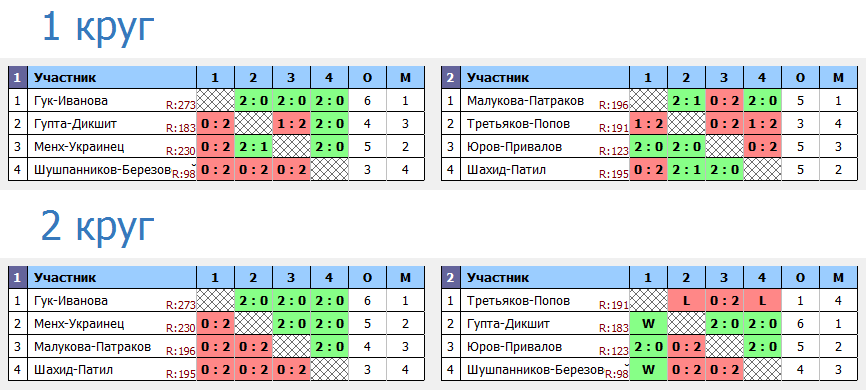 1 круг
1 Участник 1 2 3 4 О М
1 Гук-Иванова R:273 2:0 2:0 2:0 6 1
2 Гупта-Дикшит R:183 0:2 1:2 2:0 4 3
3 Менх-Украинец R:230 0:2 2:1 2:0 5 2
4 Шушпанников-Березов R:98 0:2 0:2 0:2 3 4
2 Участник 1 2 3 4 О М
1 Малукова-Патраков R:196 2:1 0:2 2:0 5 1
2 Третьяков-Попов R:191 1:2 0:2 1:2 3 4
3 Юров-Привалов R:123 2:0 2:0 0:2 5 3
4 Шахид-Патил R:195 0:2 2:1 2:0 5 2
2 круг
1 Участник 1 2 3 4 О М
1 Гук-Иванова R:273 2:0 2:0 2:0 6 1
2 Менх-Украинец R:230 0:2 2:0 2:0 5 2
3 Малукова-Патраков R:196 0:2 0:2 2:0 4 3
4 Шахид-Патил R:195 0:2 0:2 0:2 3 4
2 Участник 1 2 3 4 О М
1 Третьяков-Попов R:191 L 0:2 L 1 4
2 Гупта-Дикшит R:183 W 2:0 2:0 6 1
3 Юров-Привалов R:123 2:0 0:2 2:0 5 2
4 Шушпанников-Березов R:98 W 0:2 0:2 4 3